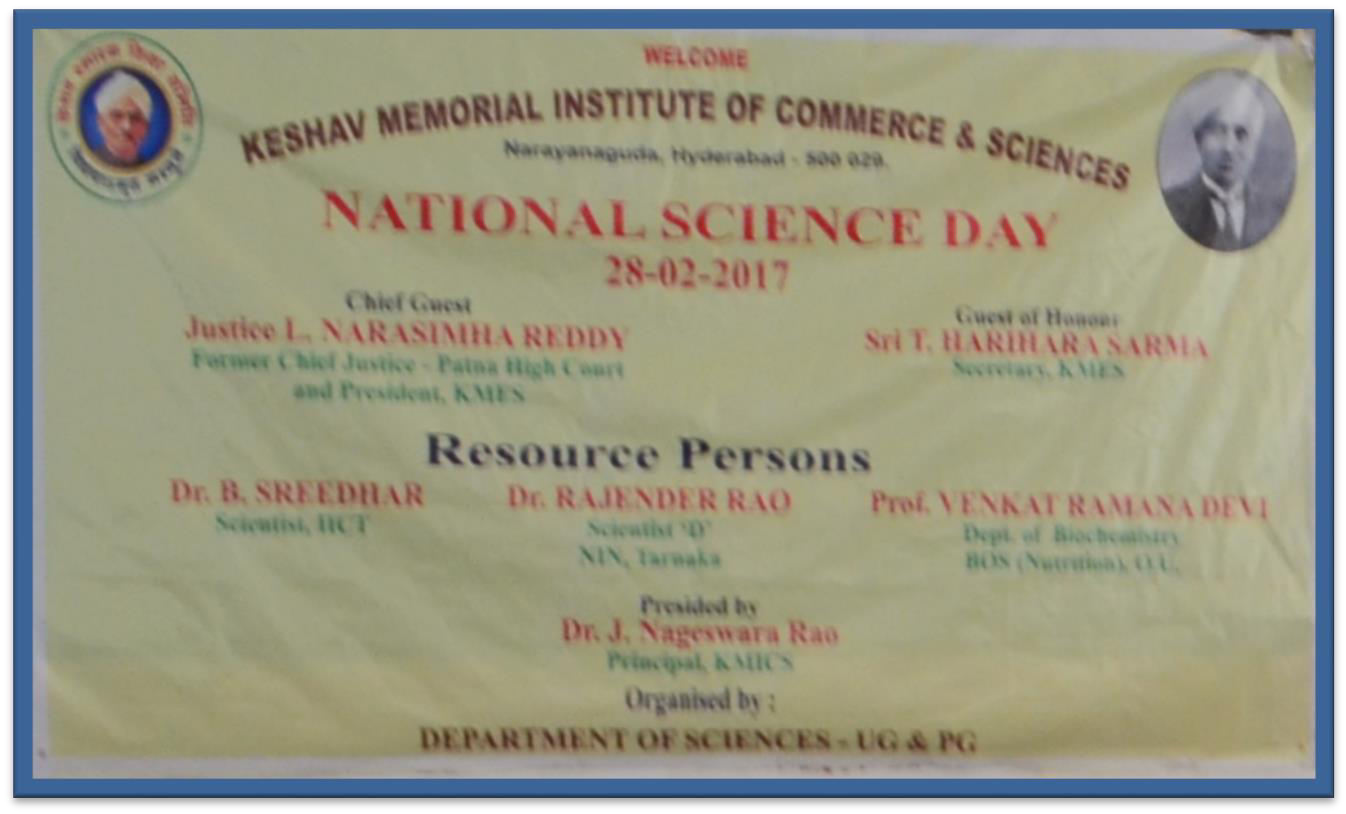 WELCOME
KESHAV MEMORIAL INSTITUTE OF COMMERCE & SCIENCES
Narayanaguda, Hyderabad - 500 029.
NATIONAL SCIENCE DAY
28-02-2017
Chief Guest
Justice L. NARASIMHA REDDY
Former Chief Justice - Patna High Court
and President, KMES
Guest of Honour
Sri T. HARIHARA SARMA
Secretary, KMES
Resource Persons
Dr. B. SREEDHAR
Scientist, IICT
Dr. RAJENDER RAO
Scientist 'D'
NIN, Tarnaka
Prof. VENKAT RAMANA DEVI
Dept. of Biochemistry
BOS (Nutrition), O.U.
Presided by
Dr. J. Nageswara Rao
Principal, KMICS
Organised by :
DEPARTMENT OF SCIENCES - UG & PG